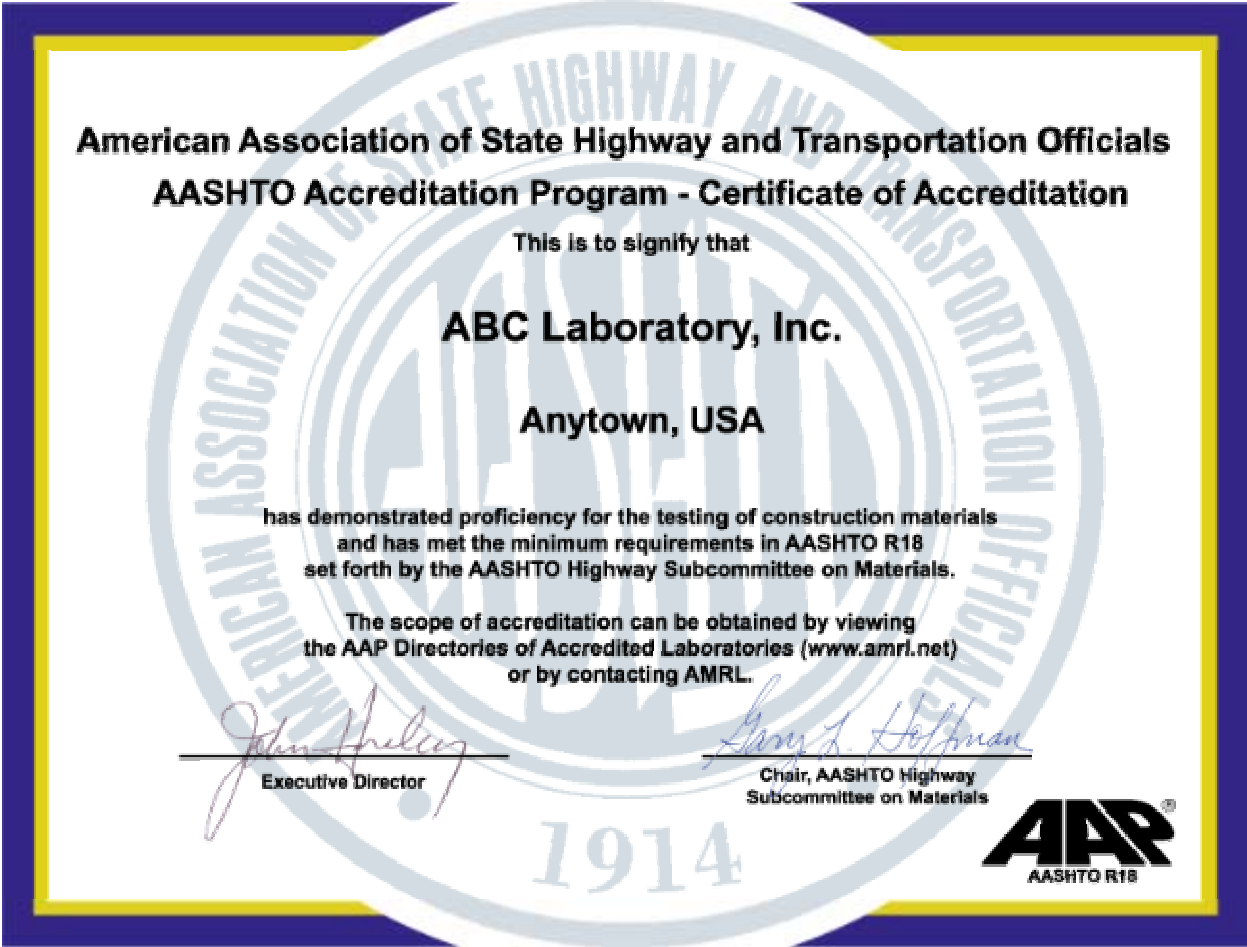 American Association of State Highway and Transportation Officials
AASHTO Accreditation Program - Certificate of Accreditation
This is to signify that
ABC Laboratory, Inc.
Anytown, USA
has demonstrated proficiency for the testing of construction materials
and has met the minimum requirements in AASHTO R18
set forth by the AASHTO Highway Subcommittee on Materials.
The scope of accreditation can be obtained by viewing
the AAP Directories of Accredited Laboratories (www.amrl.net)
or by contacting AMRL.
John
Gary L. Hoffman
Executive Director
Chair, AASHTO Highway
Subcommittee on Materials
AAP®
AASHTO R18
AMERICAN ASSOCIATION OF STATE HIGHWAY AND TRANSPORTATION OFFICIALS
AASHTO
1914